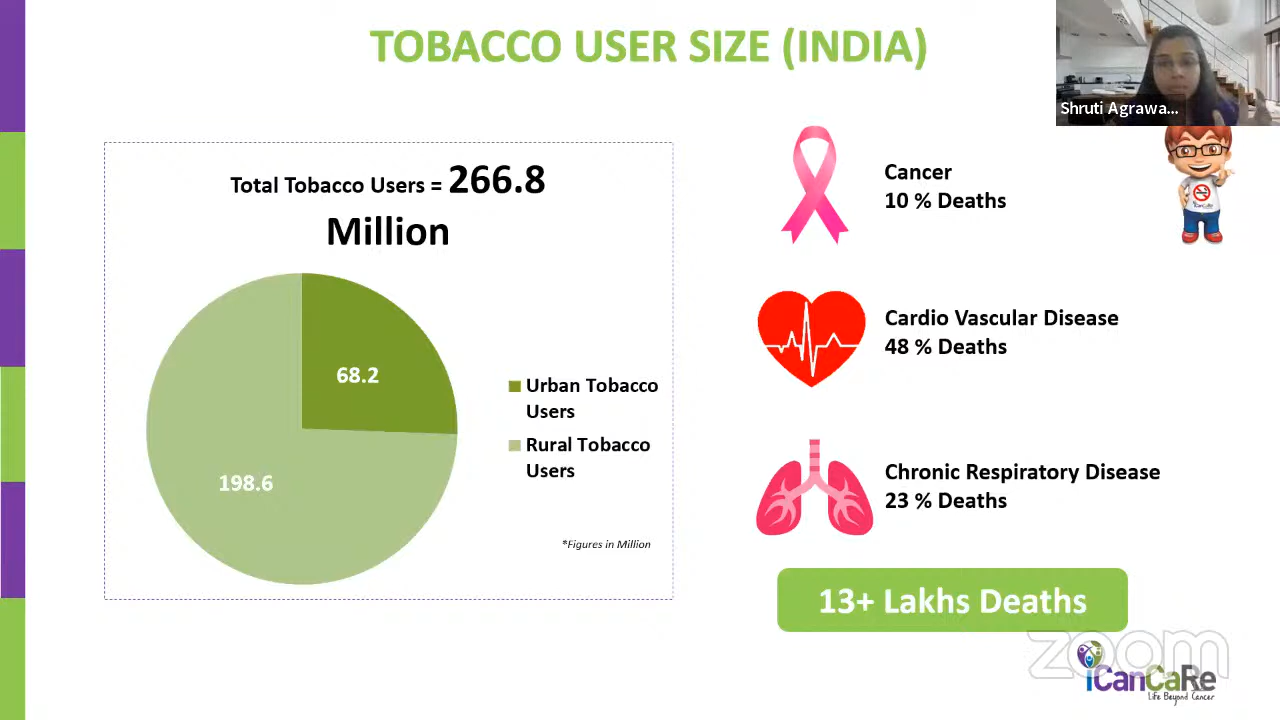 TOBACCO USER SIZE (INDIA)
Shruti Agrawa...
Total Tobacco Users = 266.8
Million
68.2
198.6
Urban Tobacco
Users
Rural Tobacco
Users
*Figures in Million
Cancer
10 % Deaths
Cardio Vascular Disease
48 % Deaths
Chronic Respiratory Disease
23 % Deaths
13+ Lakhs Deaths
zoom
iCanCaRe
Life Beyond Cancer